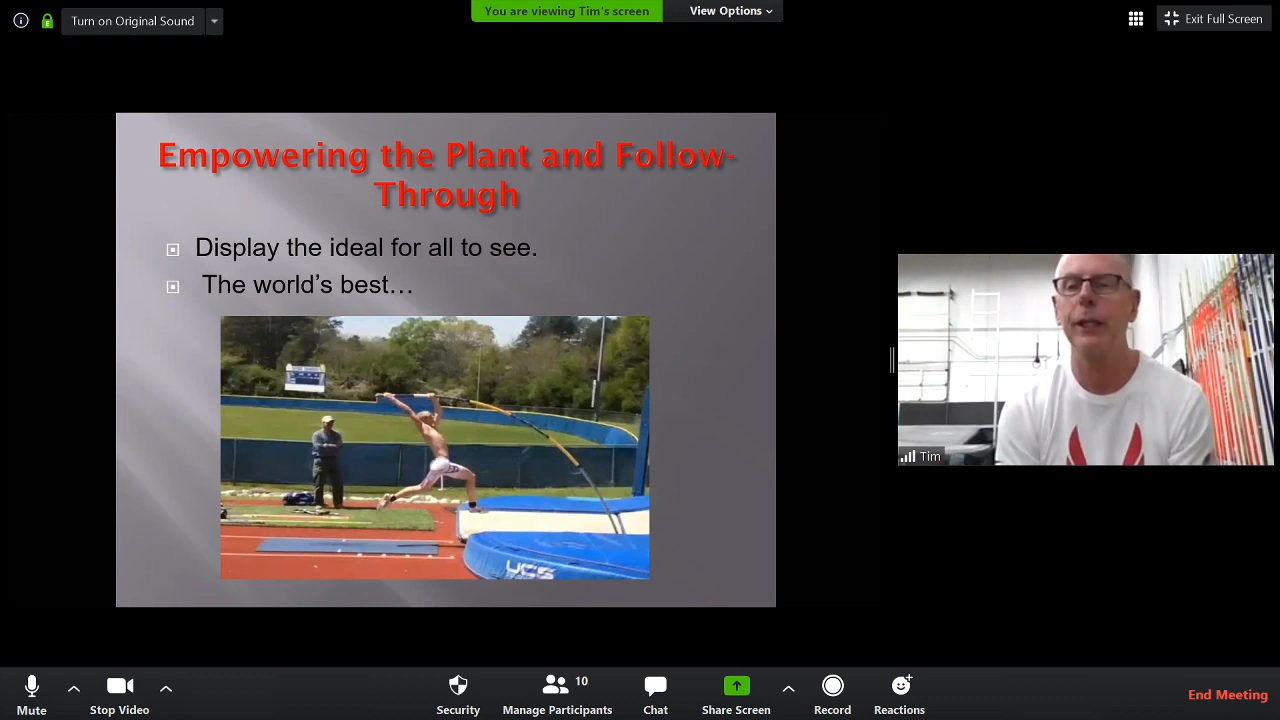 Turn on Original Sound
You are viewing Tim's screen
View Options
Exit Full Screen
Empowering the Plant and Follow-
Through
Display the ideal for all to see.
The world's best…
UCS
Tim
Mute
Stop Video
Security
10
Manage Participants
Chat
Share Screen
Record
Reactions
End Meeting